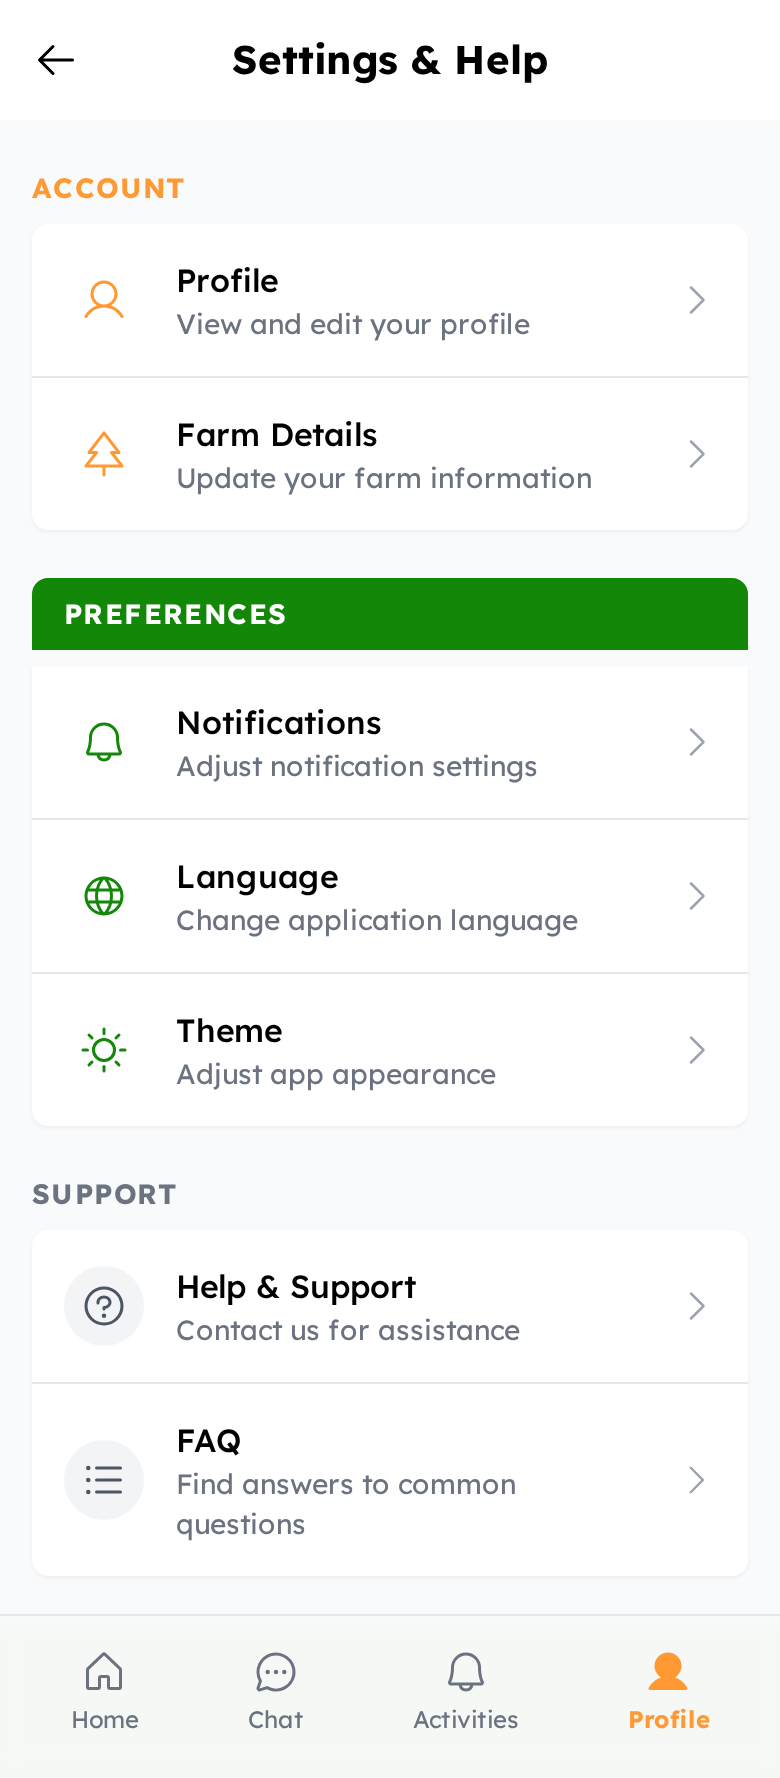 Settings & Help
ACCOUNT
Profile
View and edit your profile
Farm Details
Update your farm information
PREFERENCES
Notifications
Adjust notification settings
Language
Change application language
Theme
Adjust app appearance
SUPPORT
Help & Support
Contact us for assistance
FAQ
Find answers to common
questions
Home
Chat
Activities
Profile